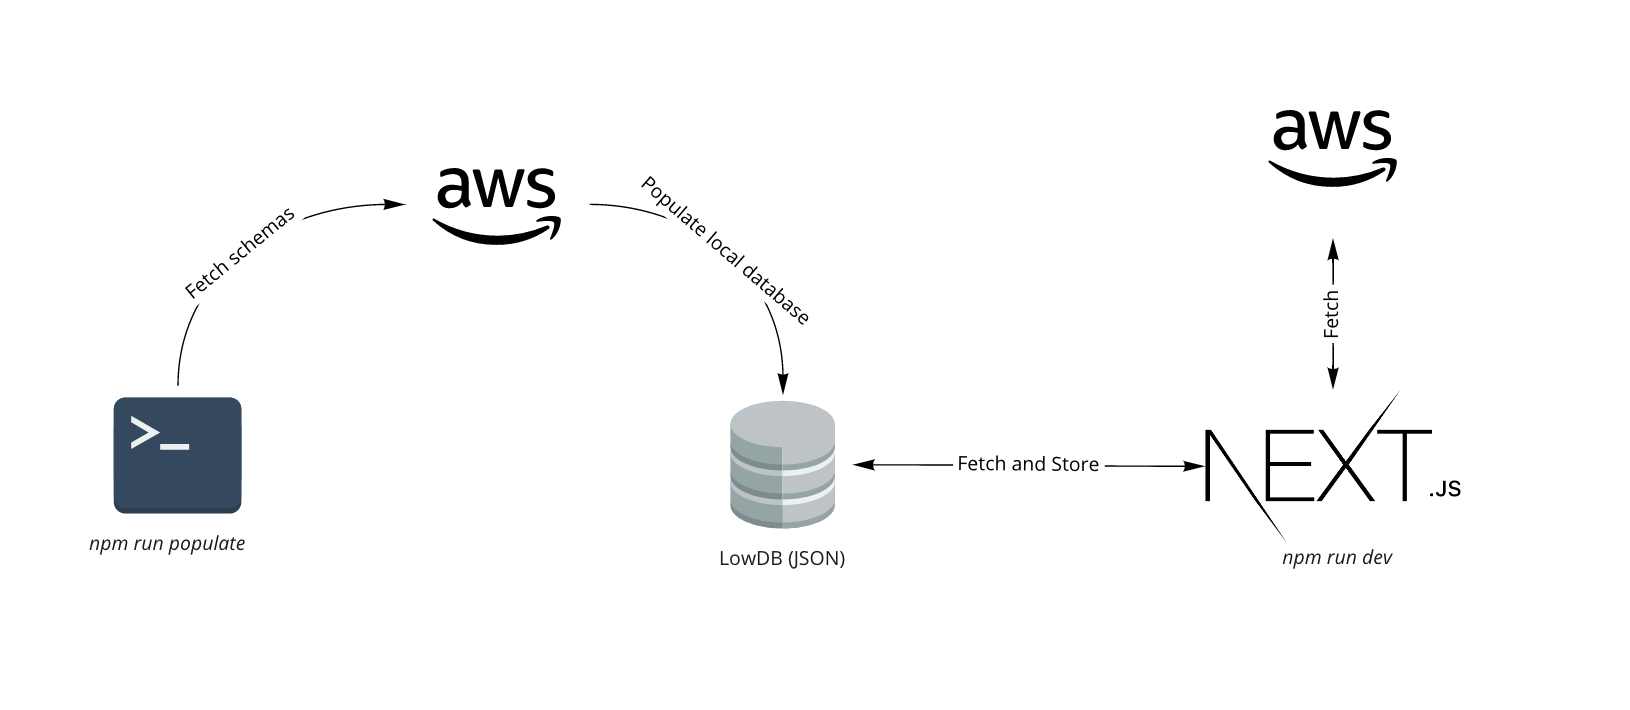 aws
aws
Fetch schemas
Populate local database
Fetch
>_
Fetch and Store
NEXT.JS
npm run populate
LowDB (JSON)
npm run dev